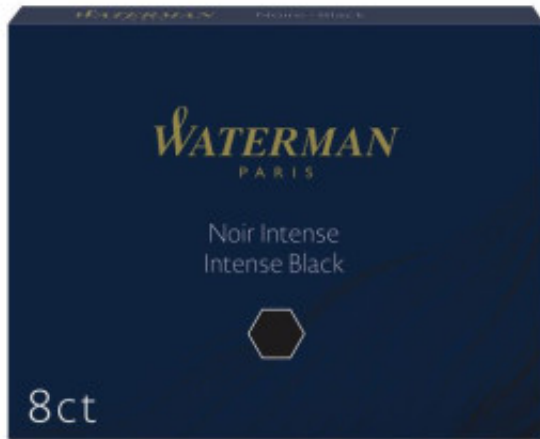 WATERMAN Noire - Black
WATERMAN
PARIS
Noir Intense
Intense Black
8ct